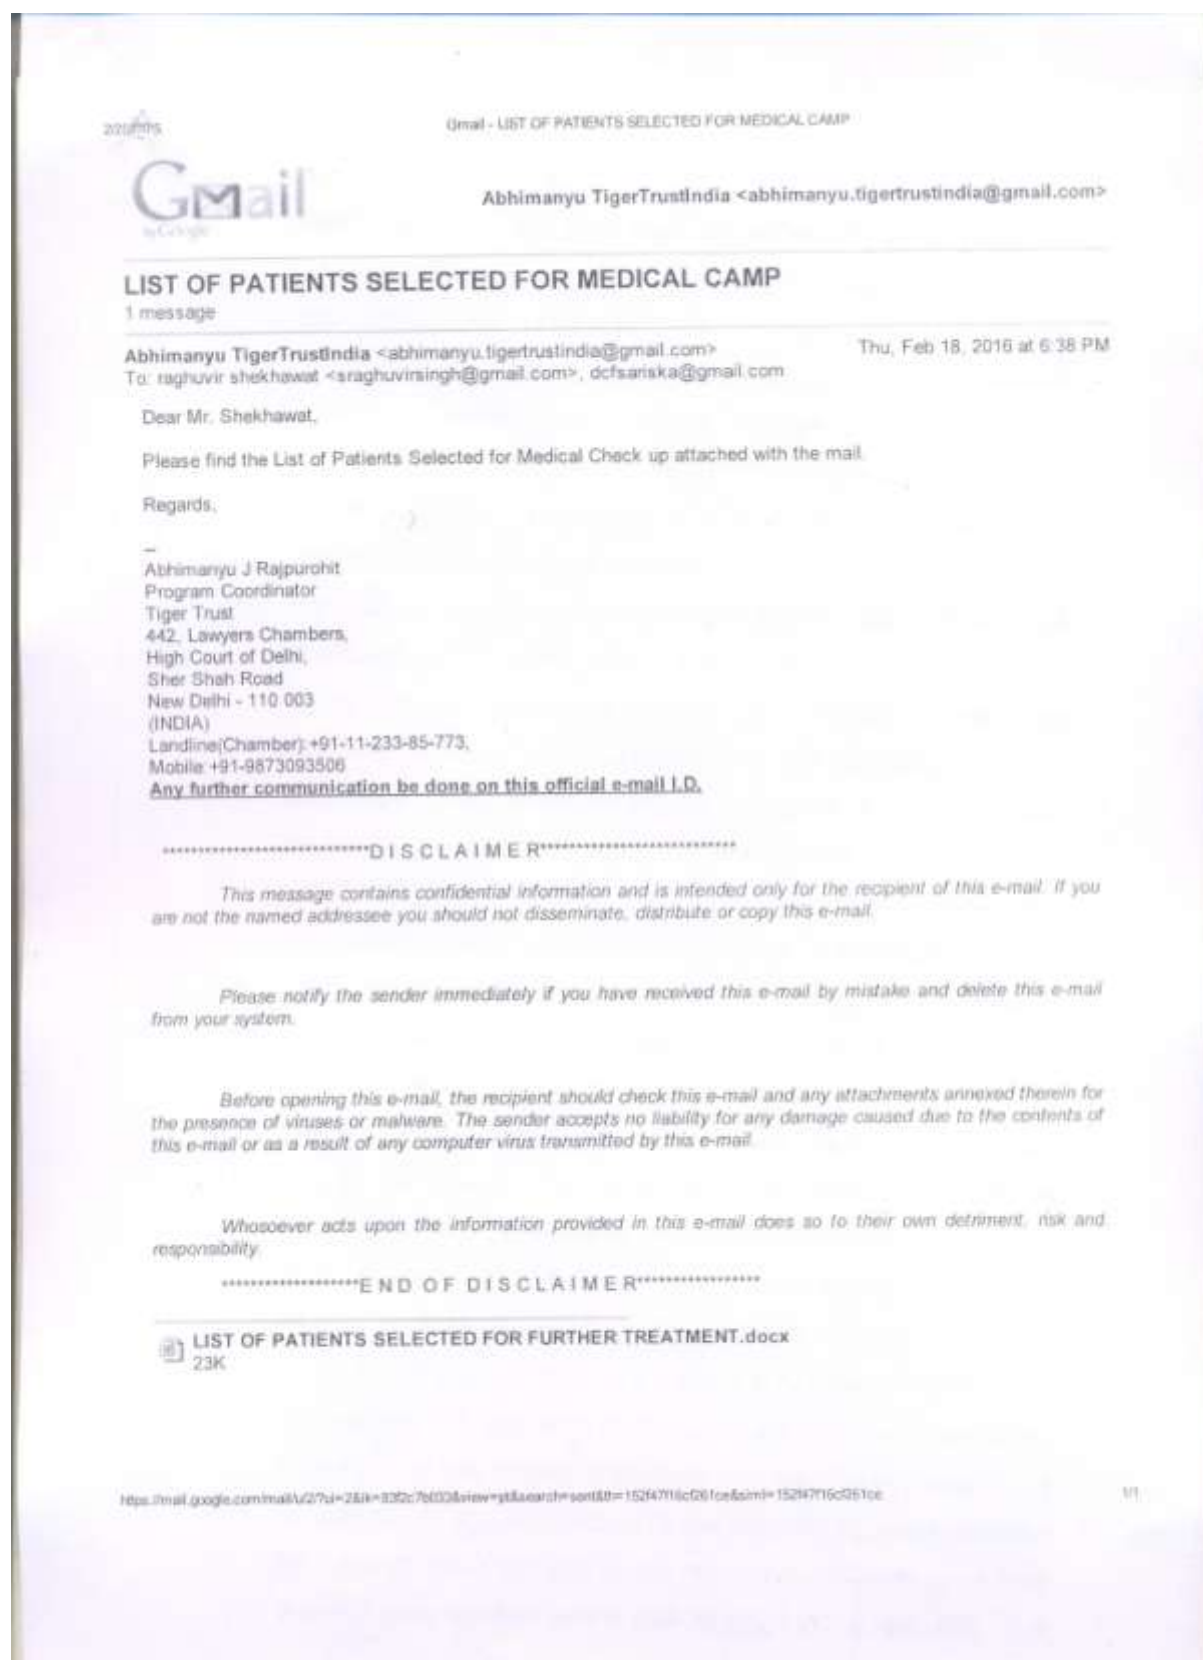 Gmail - LIST OF PATIENTS SELECTED FOR MEDICAL CAMP
GMail
by Google
Abhimanyu TigerTrustIndia <abhimanyu.tigertrustindia@gmail.com>
LIST OF PATIENTS SELECTED FOR MEDICAL CAMP
1 message
Abhimanyu TigerTrustIndia <abhimanyu.tigertrustindia@gmail.com>
Thu, Feb 18, 2016 at 6:38 PM
To: raghuvir shekhawat <sraghuvirsingh@gmail.com>, dcfsariska@gmail.com
Dear Mr. Shekhawat,
Please find the List of Patients Selected for Medical Check up attached with the mail.
Regards,
--
Abhimanyu J Rajpurohit
Program Coordinator
Tiger Trust
442, Lawyers Chambers,
High Court of Delhi,
Sher Shah Road
New Delhi - 110 003
(INDIA)
Landline(Chamber): +91-11-233-85-773,
Mobile: +91-9873093506
Any further communication be done on this official e-mail I.D.
*****************************D I S C L A I M E R****************************
This message contains confidential information and is intended only for the recipient of this e-mail. If you
are not the named addressee you should not disseminate, distribute or copy this e-mail.
Please notify the sender immediately if you have received this e-mail by mistake and delete this e-mail
from your system.
Before opening this e-mail, the recipient should check this e-mail and any attachments annexed therein for
the presence of viruses or malware. The sender accepts no liability for any damage caused due to the contents of
this e-mail or as a result of any computer virus transmitted by this e-mail.
Whosoever acts upon the information provided in this e-mail does so to their own detriment, risk and
responsibility.
*******************E N D O F D I S C L A I M E R*****************
LIST OF PATIENTS SELECTED FOR FURTHER TREATMENT.docx
23K
1/1